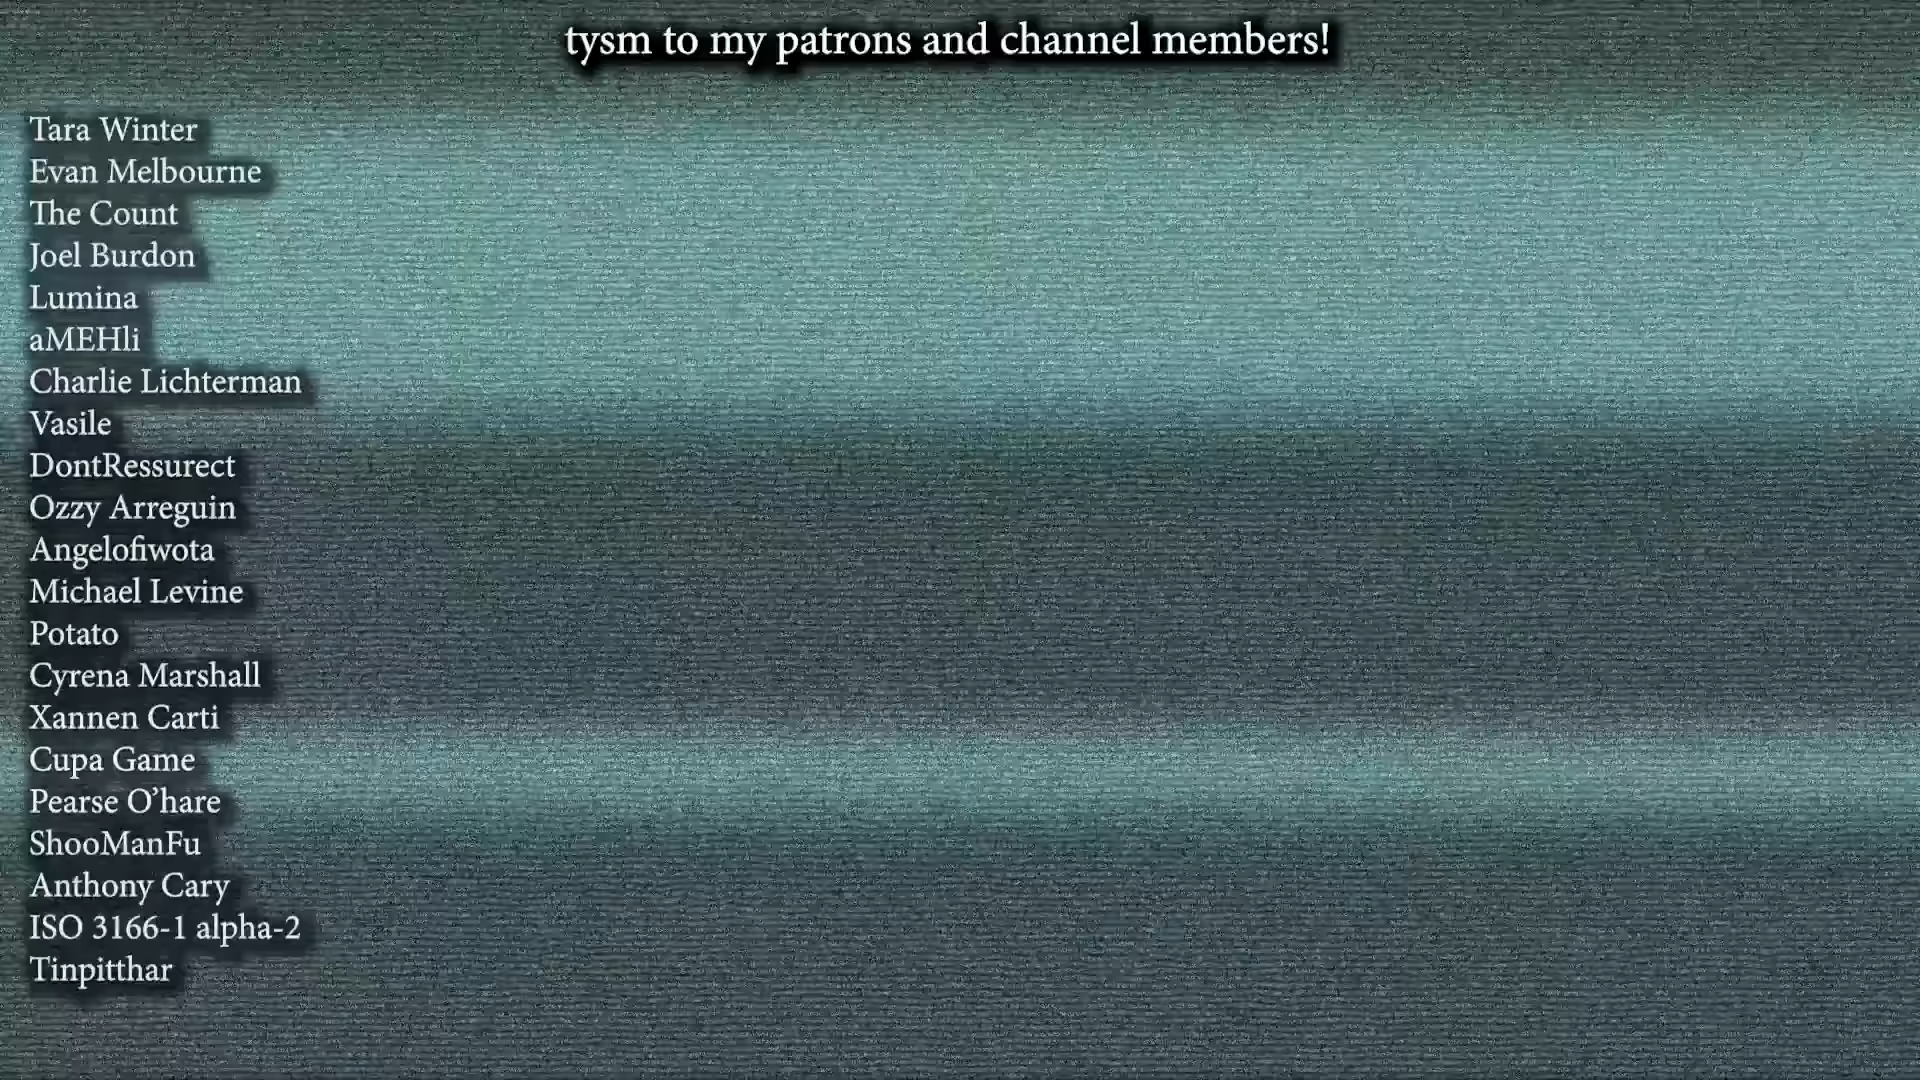 tysm to my patrons and channel members!
Tara Winter
Evan Melbourne
The Count
Joel Burdon
Lumina
aMEHli
Charlie Lichterman
Vasile
DontRessurect
Ozzy Arreguin
Angelofiwota
Michael Levine
Potato
Cyrena Marshall
Xannen Carti
Cupa Game
Pearse O’hare
ShooManFu
Anthony Cary
ISO 3166-1 alpha-2
Tinpitthar